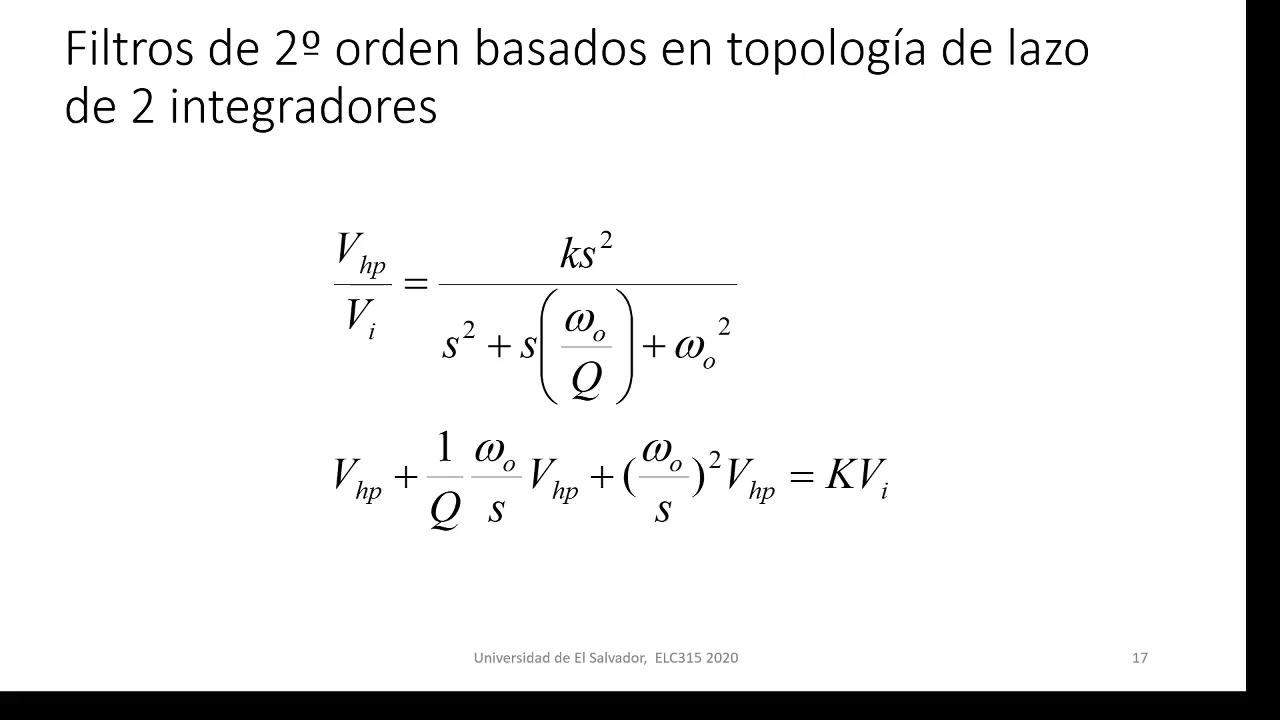 Filtros de 2º orden basados en topología de lazo
de 2 integradores
V_hp / V_i = ks² / (s² + s(ω_o / Q) + ω_o²)
V_hp + (1 / Q) (ω_o / s) V_hp + (ω_o / s)² V_hp = KV_i
Universidad de El Salvador, ELC315 2020
17